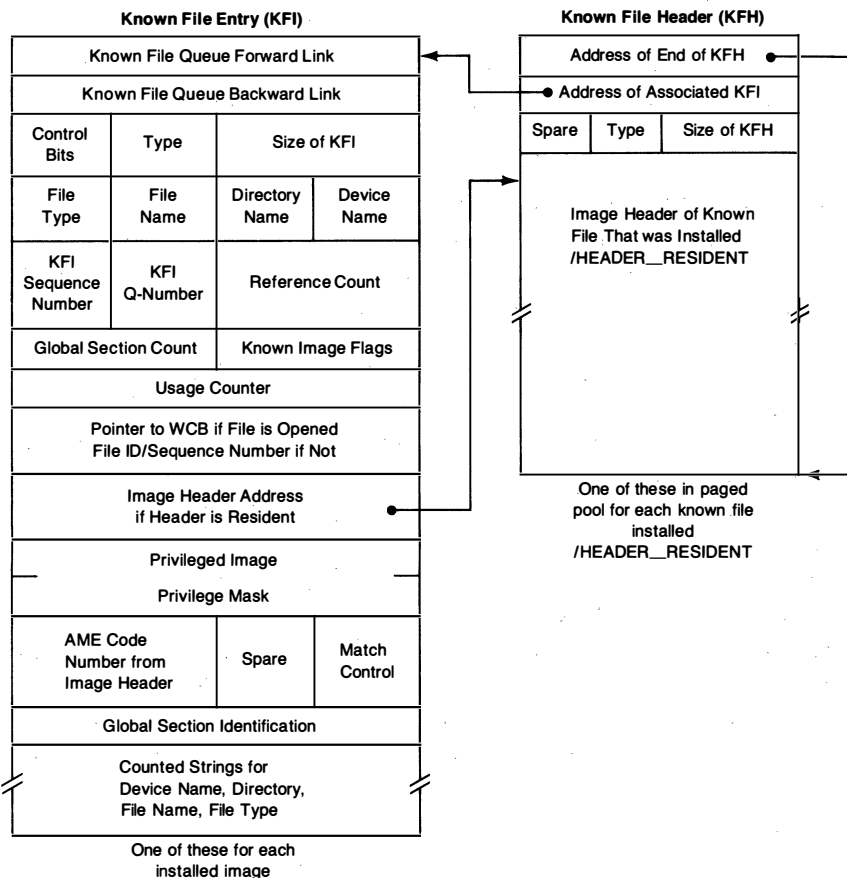 Known File Entry (KFI)
Known File Queue Forward Link
Known File Queue Backward Link
Control
Bits
Type
Size of KFI
File
Type
File
Name
Directory
Name
Device
Name
KFI
Sequence
Number
KFI
Q-Number
Reference Count
Global Section Count
Known Image Flags
Usage Counter
Pointer to WCB if File is Opened
File ID/Sequence Number if Not
Image Header Address
if Header is Resident
Privileged Image
Privilege Mask
AME Code
Number from
Image Header
Spare
Match
Control
Global Section Identification
Counted Strings for
Device Name, Directory,
File Name, File Type
One of these for each
installed image
Known File Header (KFH)
Address of End of KFH
Address of Associated KFI
Spare
Type
Size of KFH
Image Header of Known
File That was Installed
/HEADER__RESIDENT
One of these in paged
pool for each known file
installed
/HEADER__RESIDENT